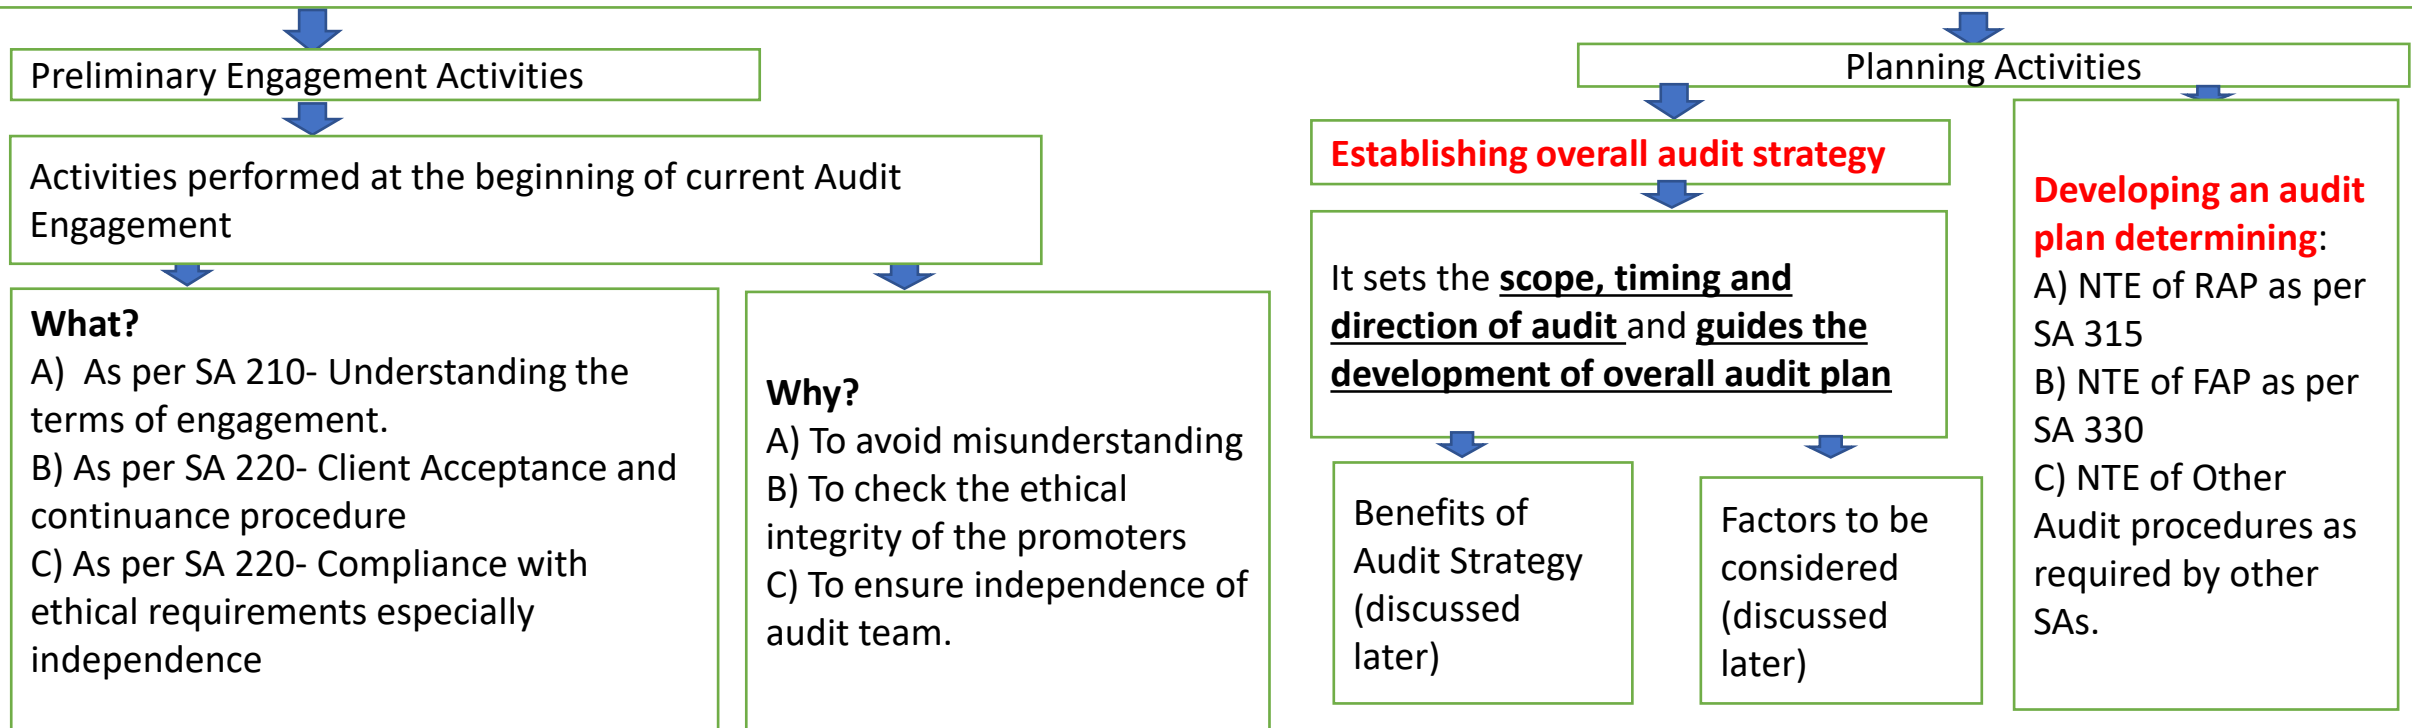 Preliminary Engagement Activities
Activities performed at the beginning of current Audit
Engagement
What?
A)  As per SA 210- Understanding the
terms of engagement.
B) As per SA 220- Client Acceptance and
continuance procedure
C) As per SA 220- Compliance with
ethical requirements especially
independence
Why?
A) To avoid misunderstanding
B) To check the ethical
integrity of the promoters
C) To ensure independence of
audit team.
Planning Activities
Establishing overall audit strategy
It sets the scope, timing and
direction of audit and guides the
development of overall audit plan
Benefits of
Audit Strategy
(discussed
later)
Factors to be
considered
(discussed
later)
Developing an audit
plan determining:
A) NTE of RAP as per
SA 315
B) NTE of FAP as per
SA 330
C) NTE of Other
Audit procedures as
required by other
SAs.